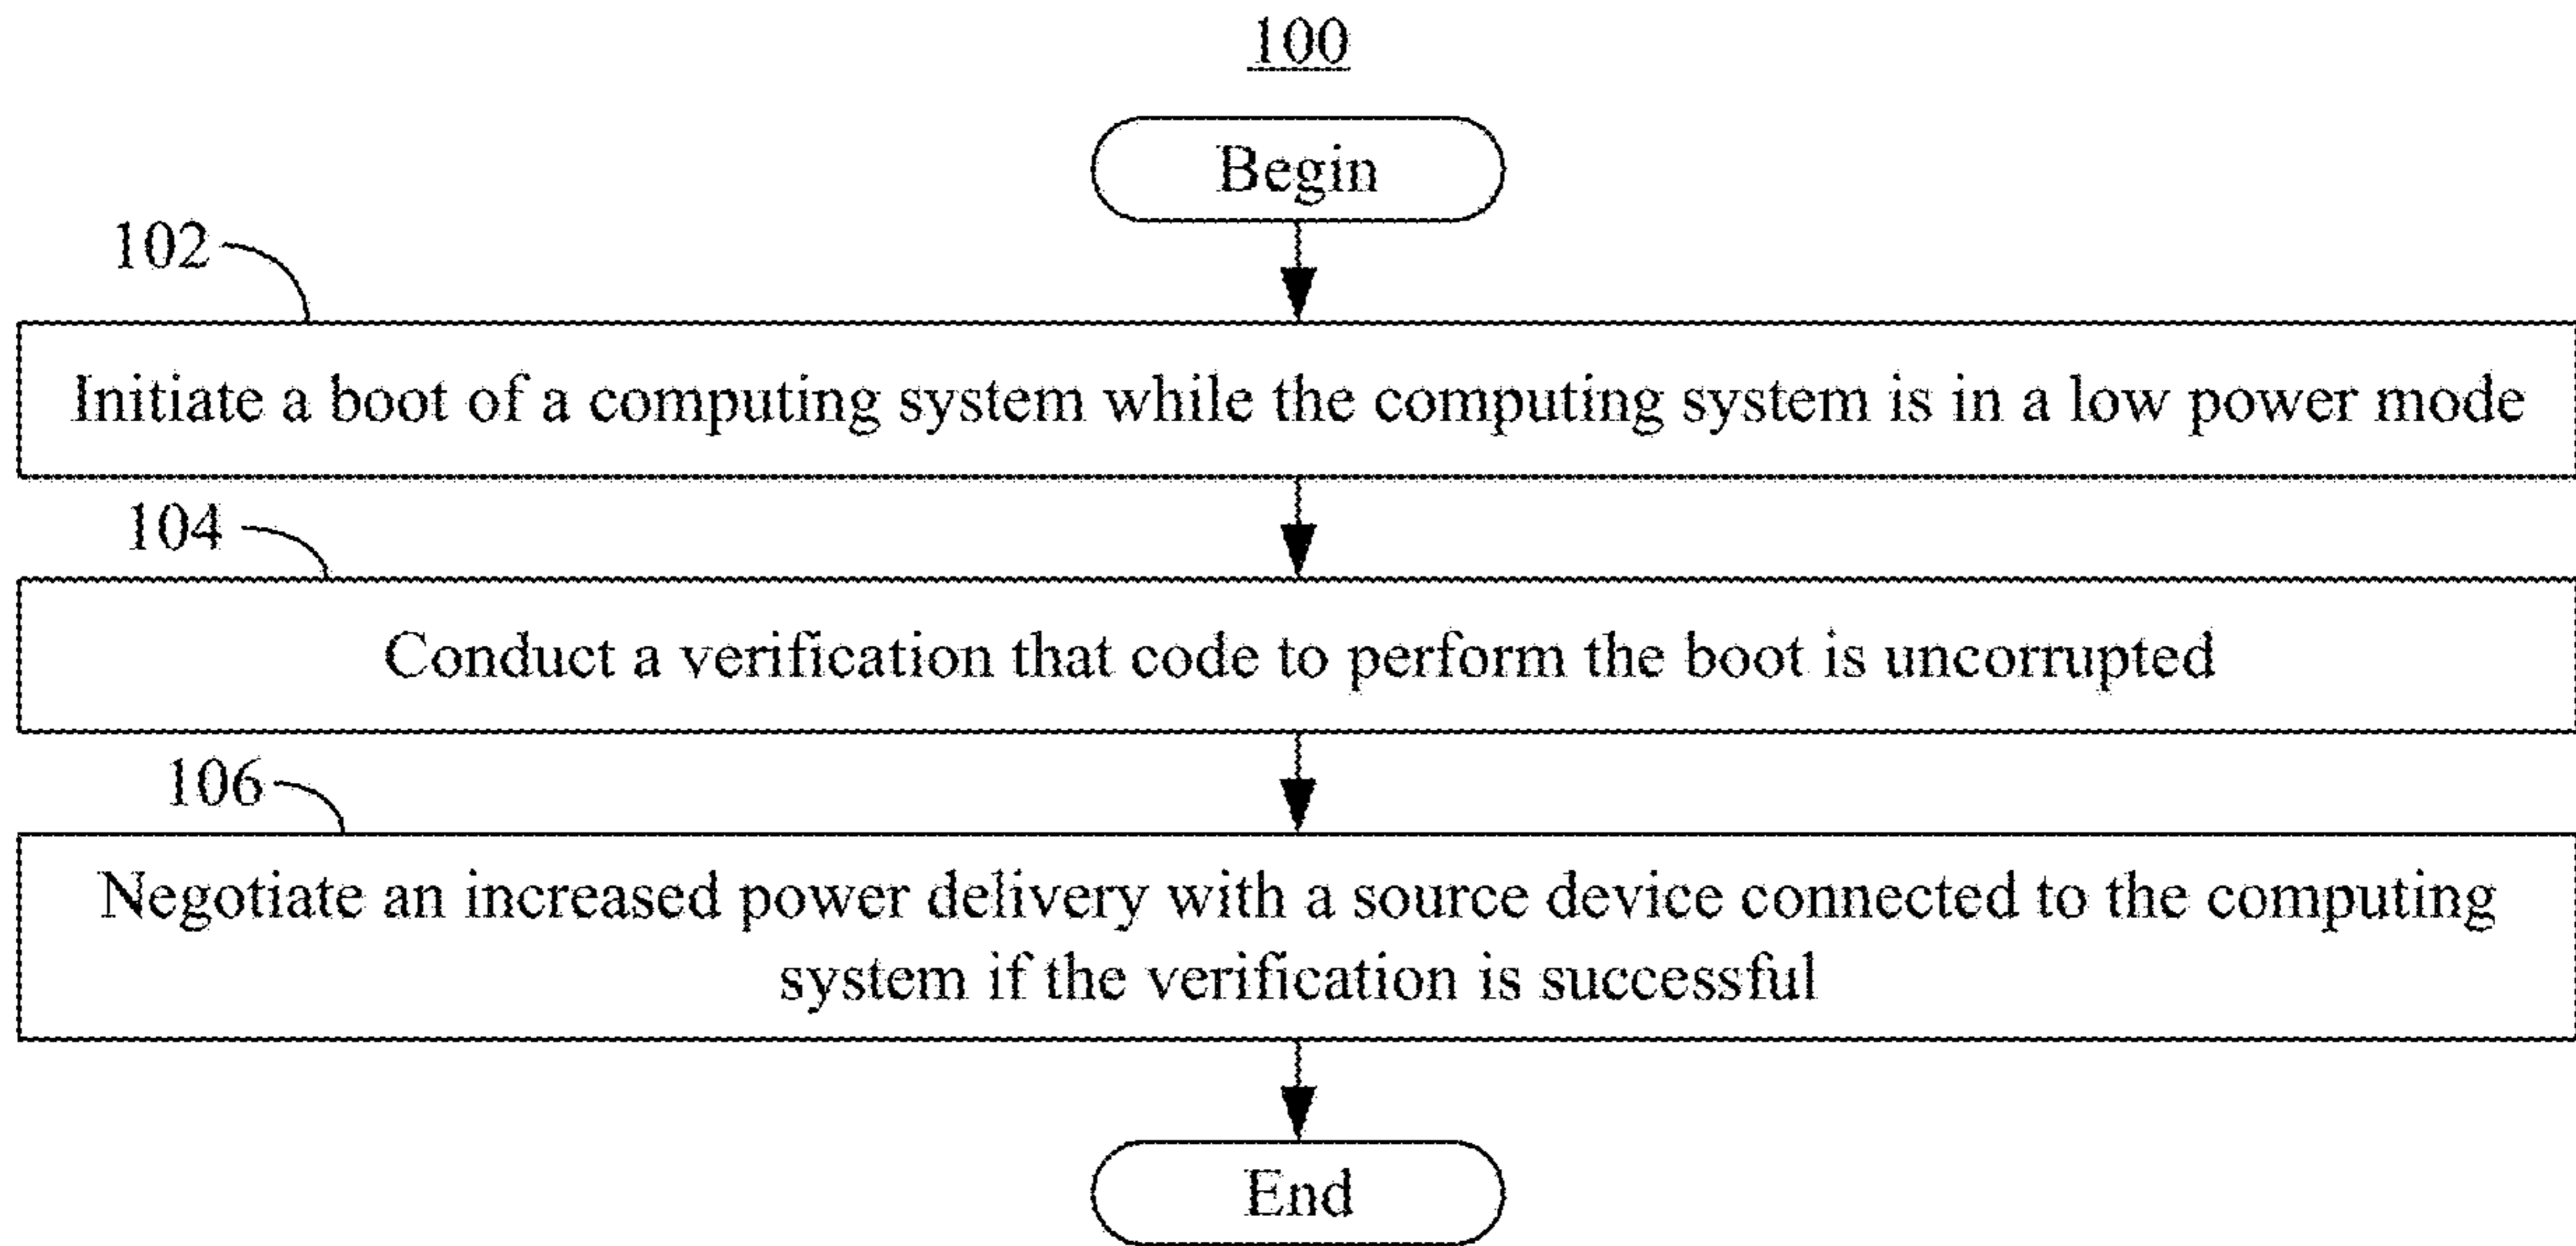 100
Begin
102
Initiate a boot of a computing system while the computing system is in a low power mode
104
Conduct a verification that code to perform the boot is uncorrupted
106
Negotiate an increased power delivery with a source device connected to the computing
system if the verification is successful
End